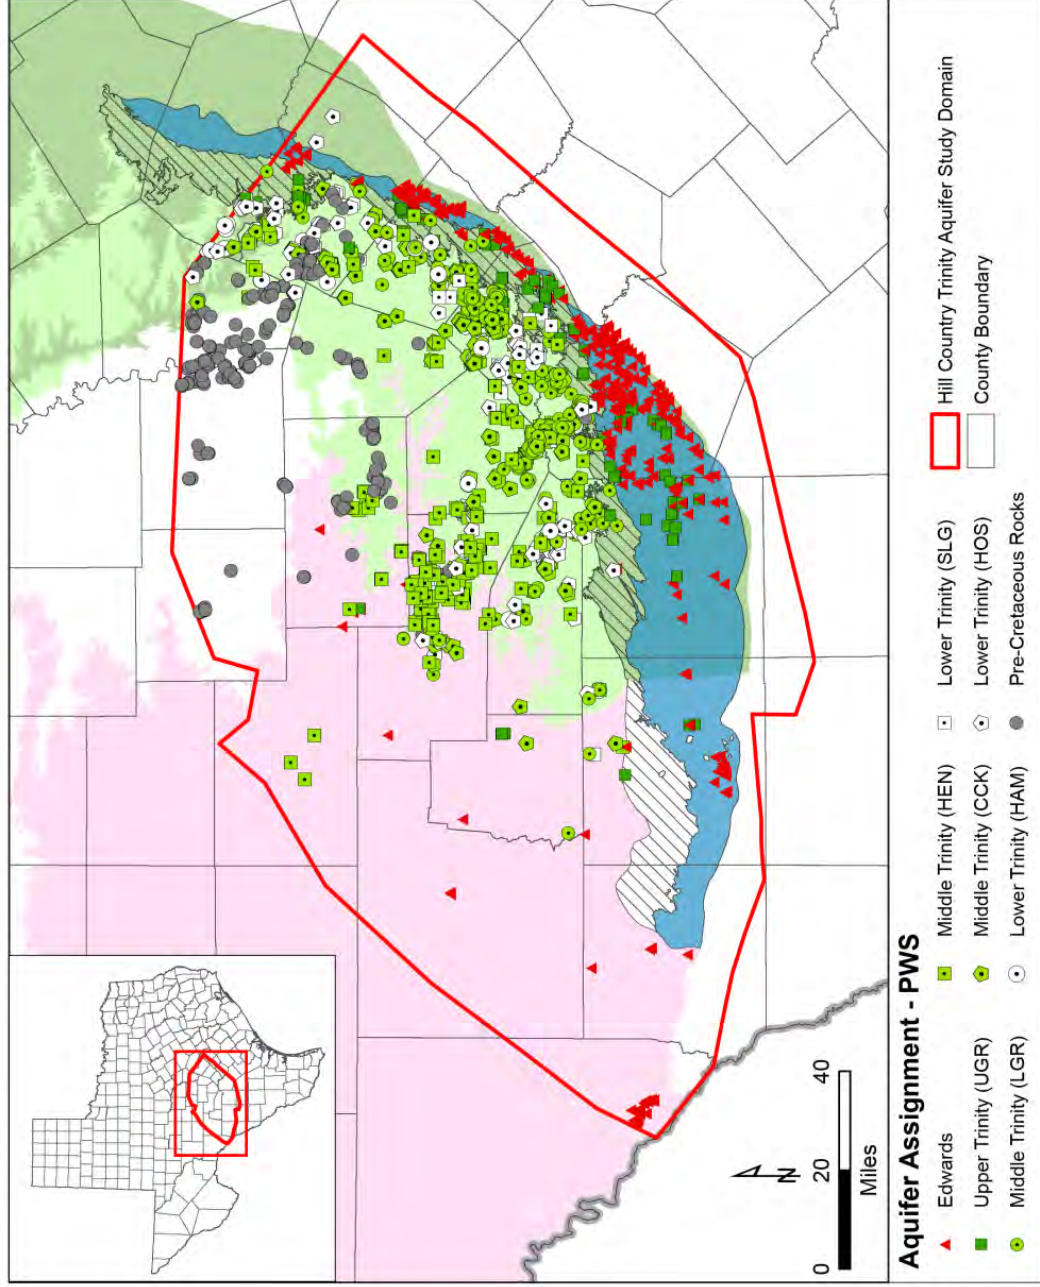 N
0 20 40
Miles
Aquifer Assignment - PWS
Edwards
Upper Trinity (UGR)
Middle Trinity (LGR)
Middle Trinity (HEN)
Middle Trinity (CCK)
Lower Trinity (HAM)
Lower Trinity (SLG)
Lower Trinity (HOS)
Pre-Cretaceous Rocks
Hill Country Trinity Aquifer Study Domain
County Boundary